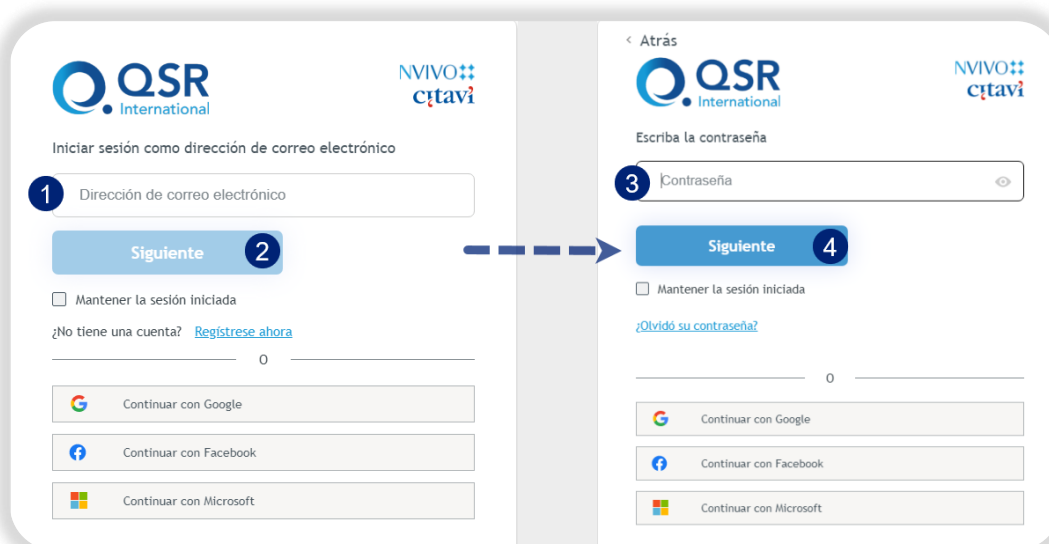 QSR
International
NVIVO
citavi
Iniciar sesión como dirección de correo electrónico
1
Dirección de correo electrónico
Siguiente
2
Mantener la sesión iniciada
¿No tiene una cuenta? Regístrese ahora
O
Continuar con Google
Continuar con Facebook
Continuar con Microsoft
< Atrás
QSR
International
NVIVO
citavi
Escriba la contraseña
3
Contraseña
Siguiente
4
Mantener la sesión iniciada
¿Olvidó su contraseña?
O
Continuar con Google
Continuar con Facebook
Continuar con Microsoft